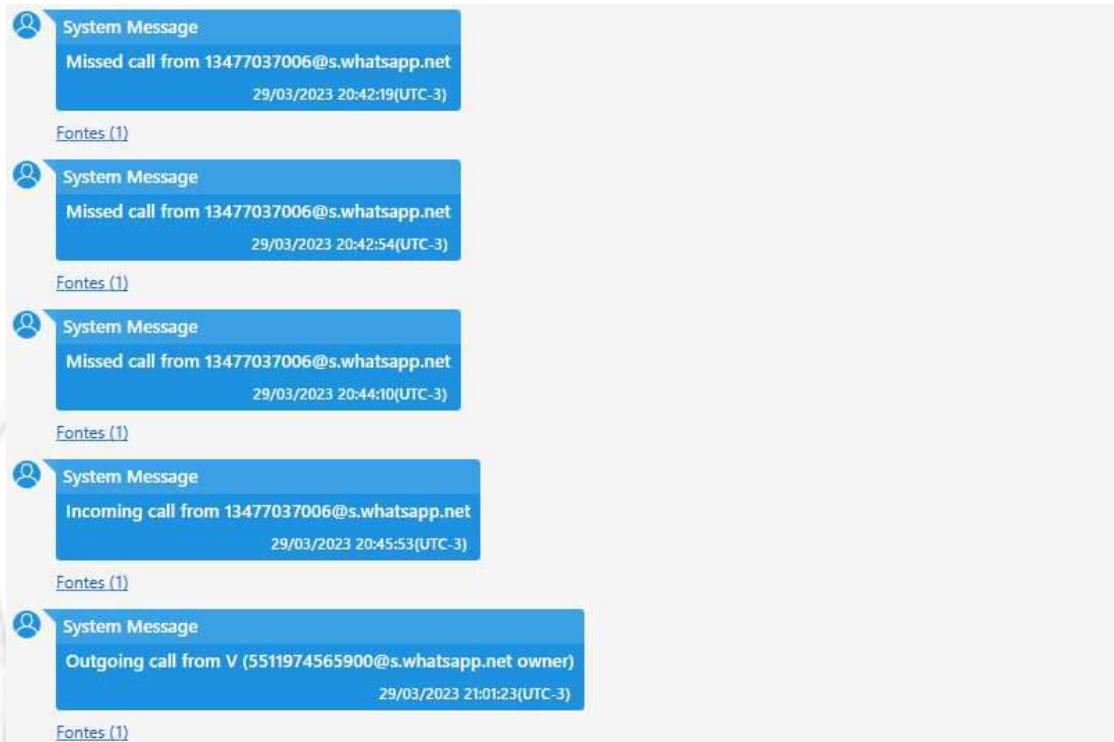 System Message
Missed call from 13477037006@s.whatsapp.net
29/03/2023 20:42:19(UTC-3)
Fontes (1)
System Message
Missed call from 13477037006@s.whatsapp.net
29/03/2023 20:42:54(UTC-3)
Fontes (1)
System Message
Missed call from 13477037006@s.whatsapp.net
29/03/2023 20:44:10(UTC-3)
Fontes (1)
System Message
Incoming call from 13477037006@s.whatsapp.net
29/03/2023 20:45:53(UTC-3)
Fontes (1)
System Message
Outgoing call from V (5511974565900@s.whatsapp.net owner)
29/03/2023 21:01:23(UTC-3)
Fontes (1)